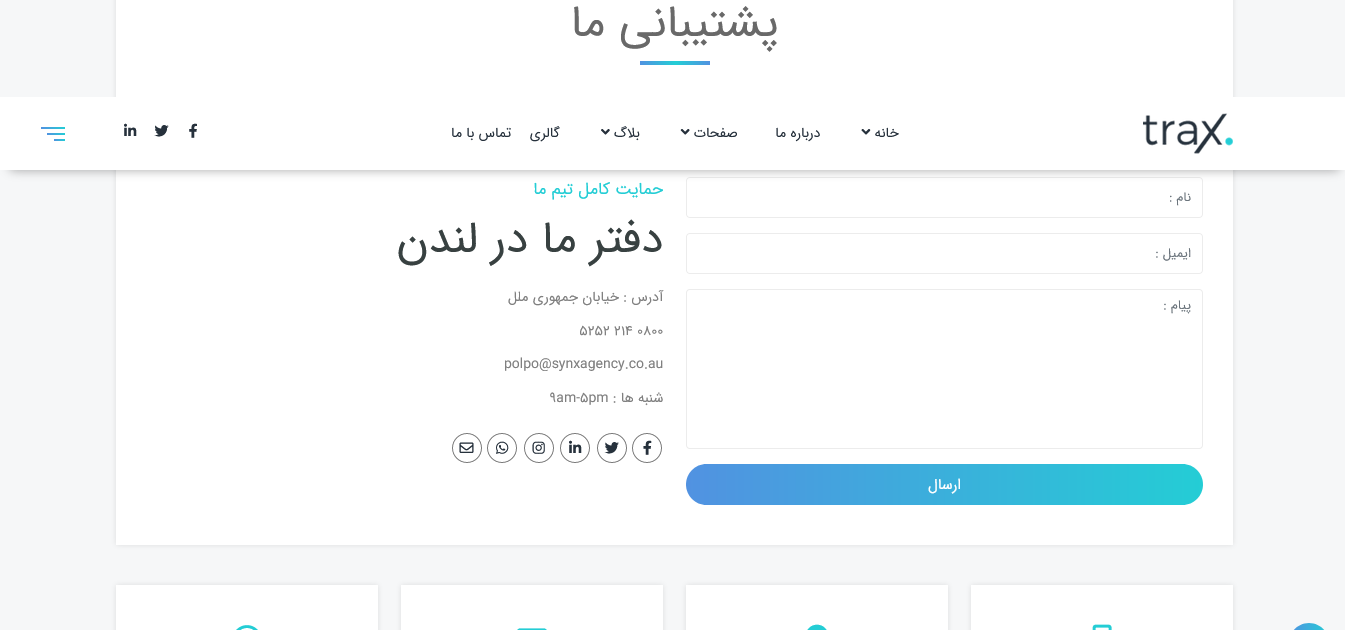 پشتیبانی ما
trax.
خانه
درباره ما
صفحات
بلاگ
گالری
تماس با ما
نام :
ایمیل :
پیام :
ارسال
حمایت کامل تیم ما
دفتر ما در لندن
آدرس : خیابان جمهوری ملل
۰۸۰۰ ۲۱۴ ۵۲۵۲
polpo@synxagency.co.au
شنبه ها : ۹am-۵pm